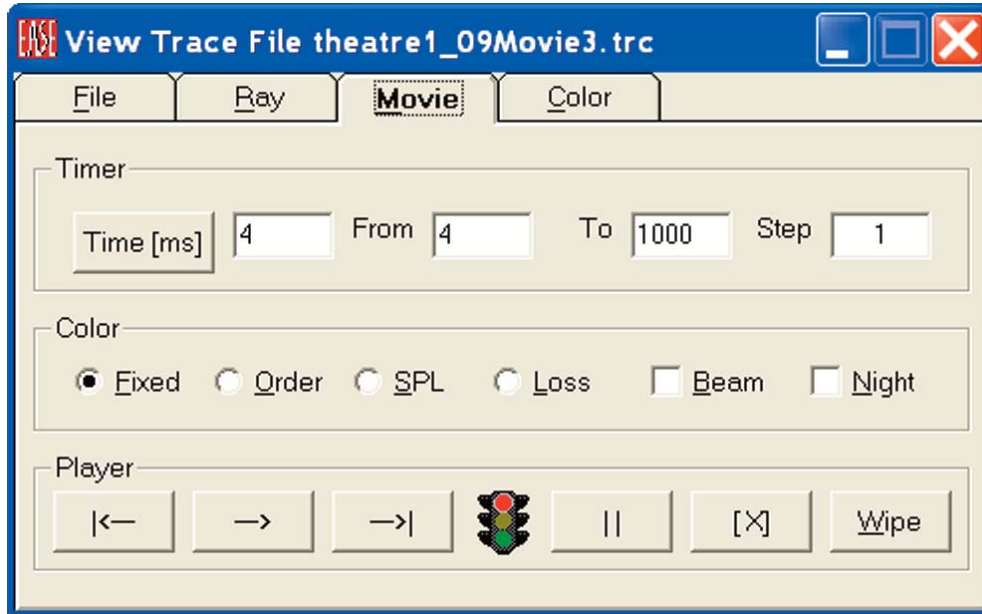 EASE View Trace File theatre1_09Movie3.trc
File Ray Movie Color
Timer
Time [ms] 4 From 4 To 1000 Step 1
Color
Fixed Order SPL Loss Beam Night
Player
|<— —> —>| || [X] Wipe